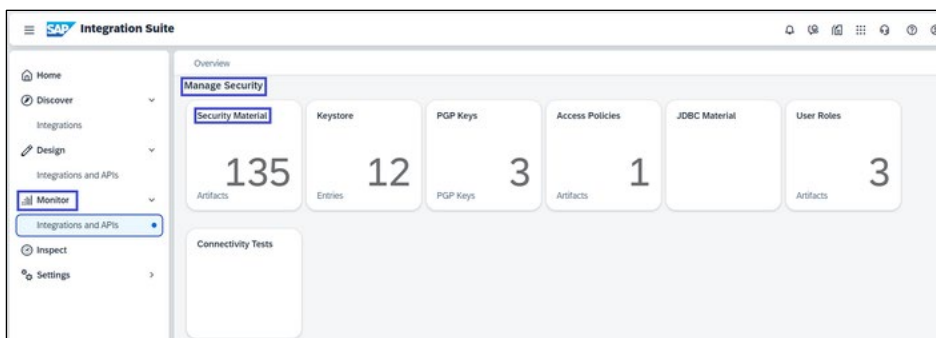 SAP Integration Suite
Home
Discover
Integrations
Design
Integrations and APIs
Monitor
Integrations and APIs
Inspect
Settings
Overview
Manage Security
Security Material
135
Artifacts
Keystore
12
Entries
PGP Keys
3
PGP Keys
Access Policies
1
Artifacts
JDBC Material
User Roles
3
Artifacts
Connectivity Tests